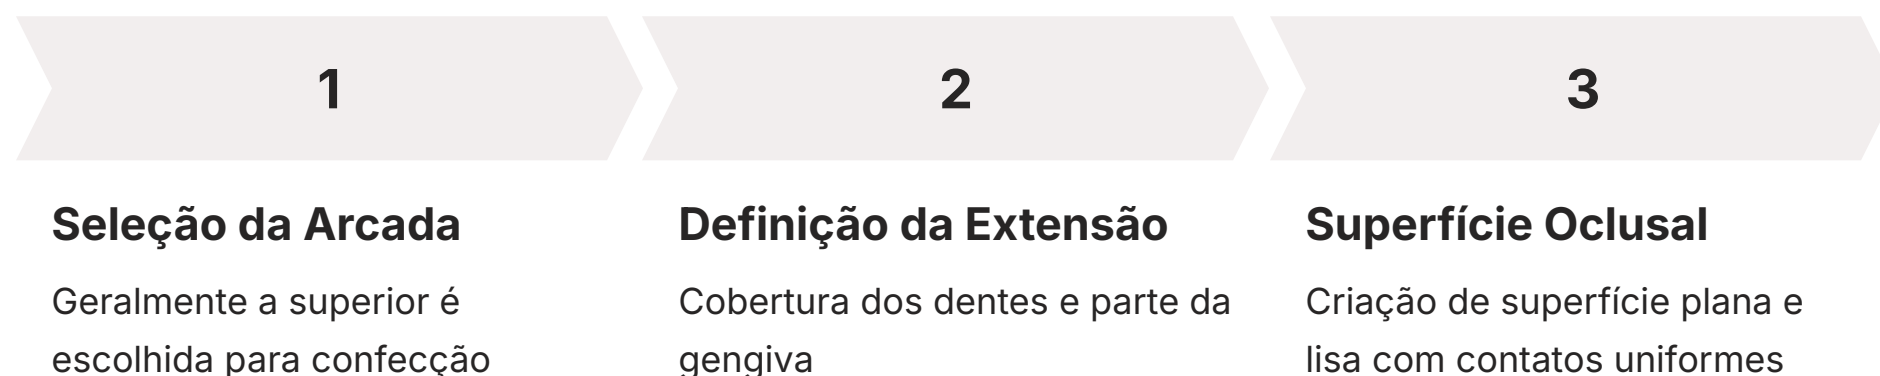 1
2
3
Seleção da Arcada
Geralmente a superior é
escolhida para confecção
Definição da Extensão
Cobertura dos dentes e parte da
gengiva
Superfície Oclusal
Criação de superfície plana e
lisa com contatos uniformes